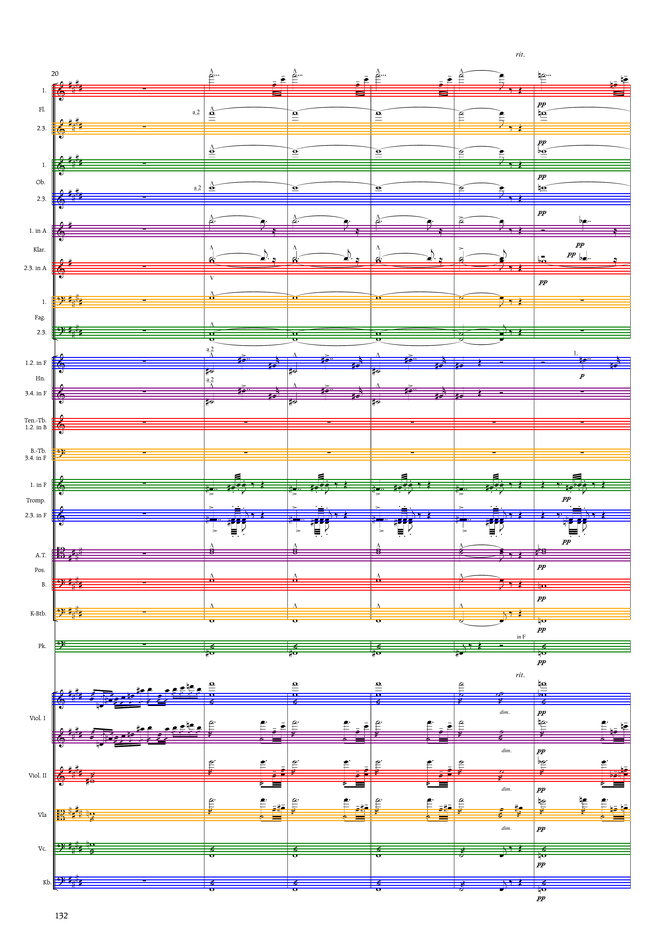 rit.
20
1.
Fl.
a.2
2.3.
pp
1.
pp
Ob.
a.2
2.3.
pp
1. in A
pp
Klar.
pp
2.3. in A
pp
1.
Fag.
2.3.
a.2
1.
1.2. in F
p
Hn.
a.2
3.4. in F
Ten.-Tb.
1.2. in B
B.-Tb.
3.4. in F
1. in F
pp
Tromp.
2.3. in F
pp
A.T.
pp
Pos.
B.
pp
K-Btb.
pp
in F
Pk.
pp
rit.
dim.
pp
Viol. I
dim.
pp
Viol. II
dim.
pp
Vla
dim.
pp
Vc.
pp
Kb.
pp
132